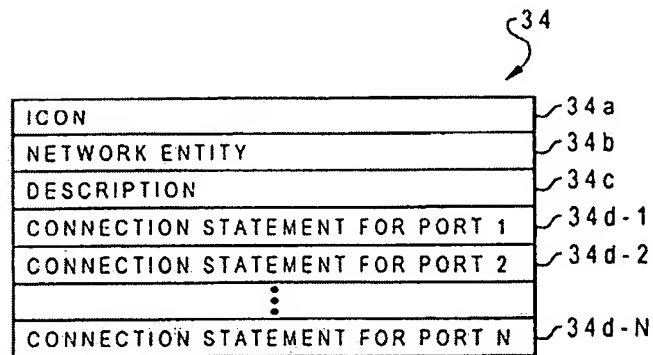 34
ICON 34a
NETWORK ENTITY 34b
DESCRIPTION 34c
CONNECTION STATEMENT FOR PORT 1 34d-1
CONNECTION STATEMENT FOR PORT 2 34d-2
CONNECTION STATEMENT FOR PORT N 34d-N